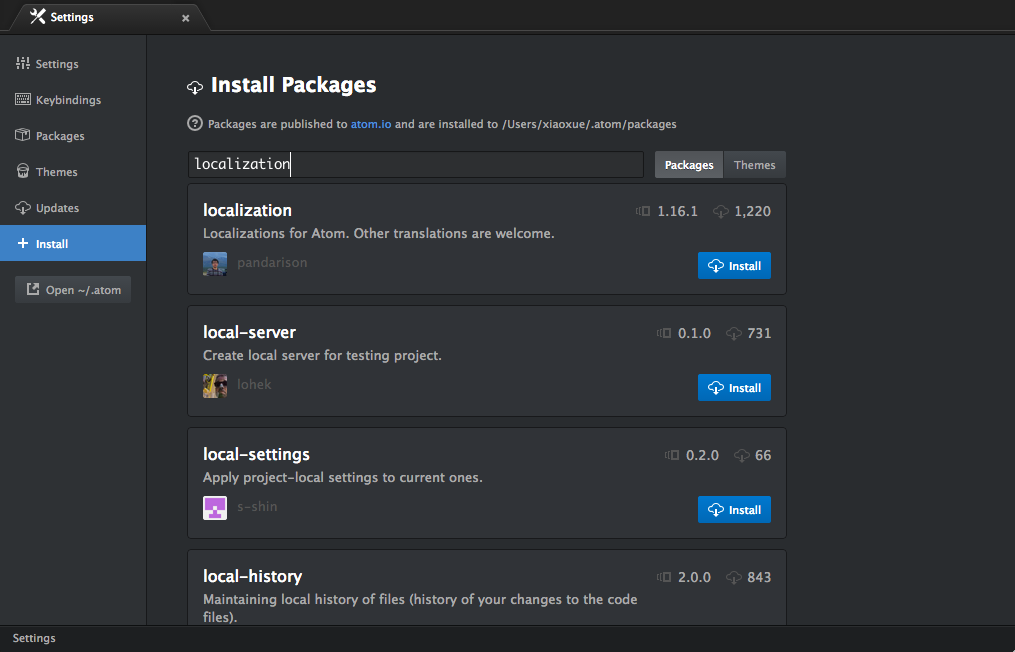 Settings
Settings
Keybindings
Packages
Themes
Updates
Install
Open ~/.atom
Install Packages
Packages are published to atom.io and are installed to /Users/xiaoxue/.atom/packages
localization
Packages Themes
localization 1.16.1 1,220
Localizations for Atom. Other translations are welcome.
pandarison Install
local-server 0.1.0 731
Create local server for testing project.
lohek Install
local-settings 0.2.0 66
Apply project-local settings to current ones.
s-shin Install
local-history 2.0.0 843
Maintaining local history of files (history of your changes to the code
files).
Settings